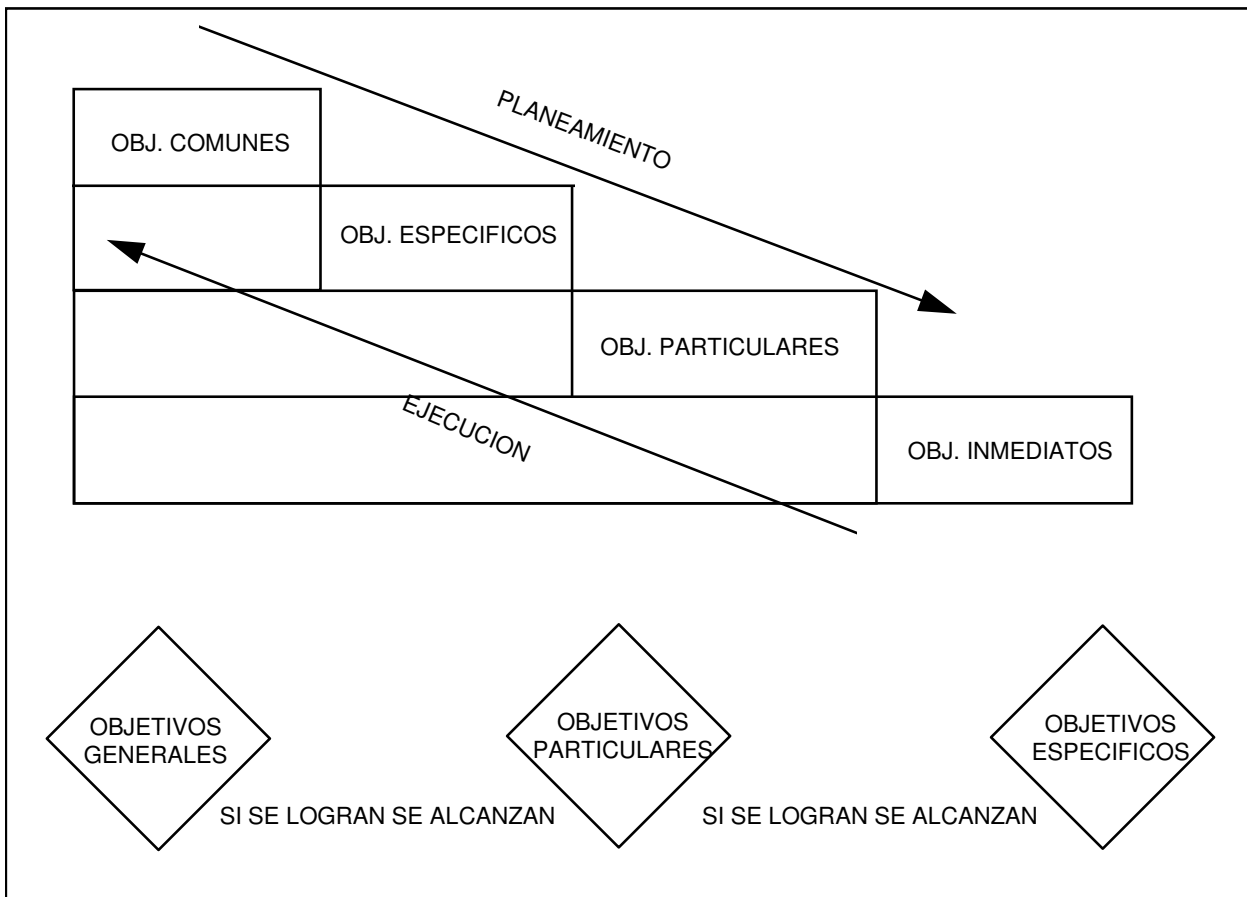 PLANEAMIENTO
OBJ. COMUNES
OBJ. ESPECIFICOS
OBJ. PARTICULARES
EJECUCION
OBJ. INMEDIATOS
OBJETIVOS
GENERALES
OBJETIVOS
PARTICULARES
OBJETIVOS
ESPECIFICOS
SI SE LOGRAN SE ALCANZAN
SI SE LOGRAN SE ALCANZAN